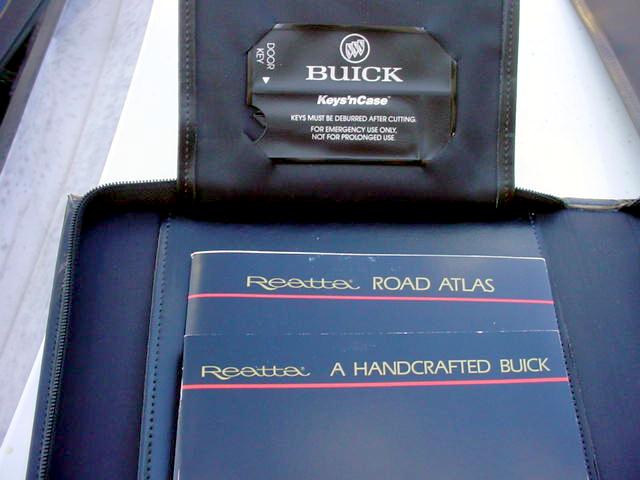 DOOR
KEY
BUICK
Keys'nCase™
KEYS MUST BE DEBURRED AFTER CUTTING.
FOR EMERGENCY USE ONLY.
NOT FOR PROLONGED USE.
Reatta ROAD ATLAS
Reatta® A HANDCRAFTED BUICK